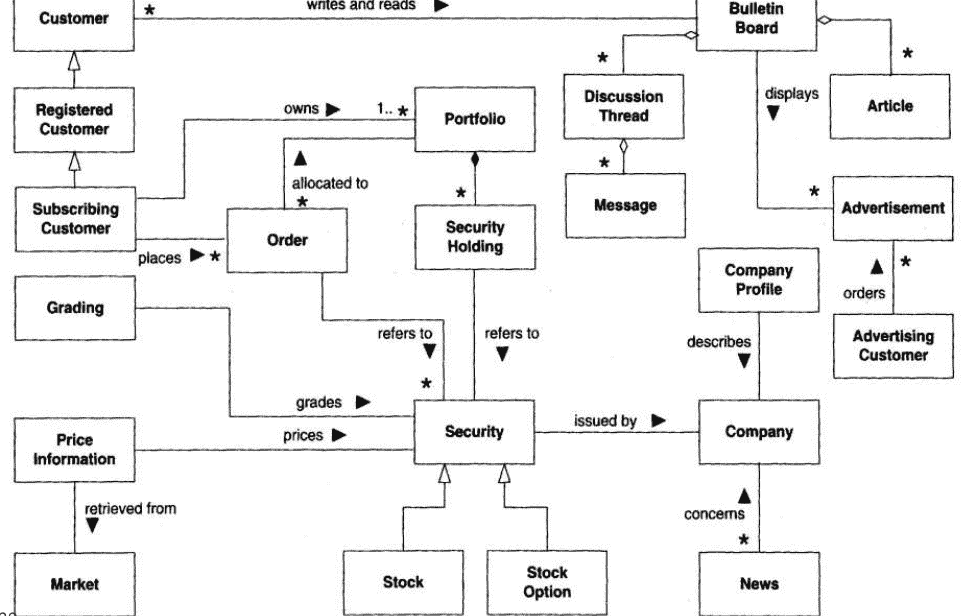 writes and reads
Customer
*
Bulletin
Board
*
*
Registered
Customer
owns
1.. *
Portfolio
Discussion
Thread
displays
Article
allocated to
*
*
*
*
Subscribing
Customer
Order
Security
Holding
Message
Advertisement
places
*
Company
Profile
*
Grading
orders
refers to
refers to
describes
Advertising
Customer
*
grades
Price
Information
prices
Security
issued by
Company
retrieved from
concerns
*
Market
Stock
Stock
Option
News